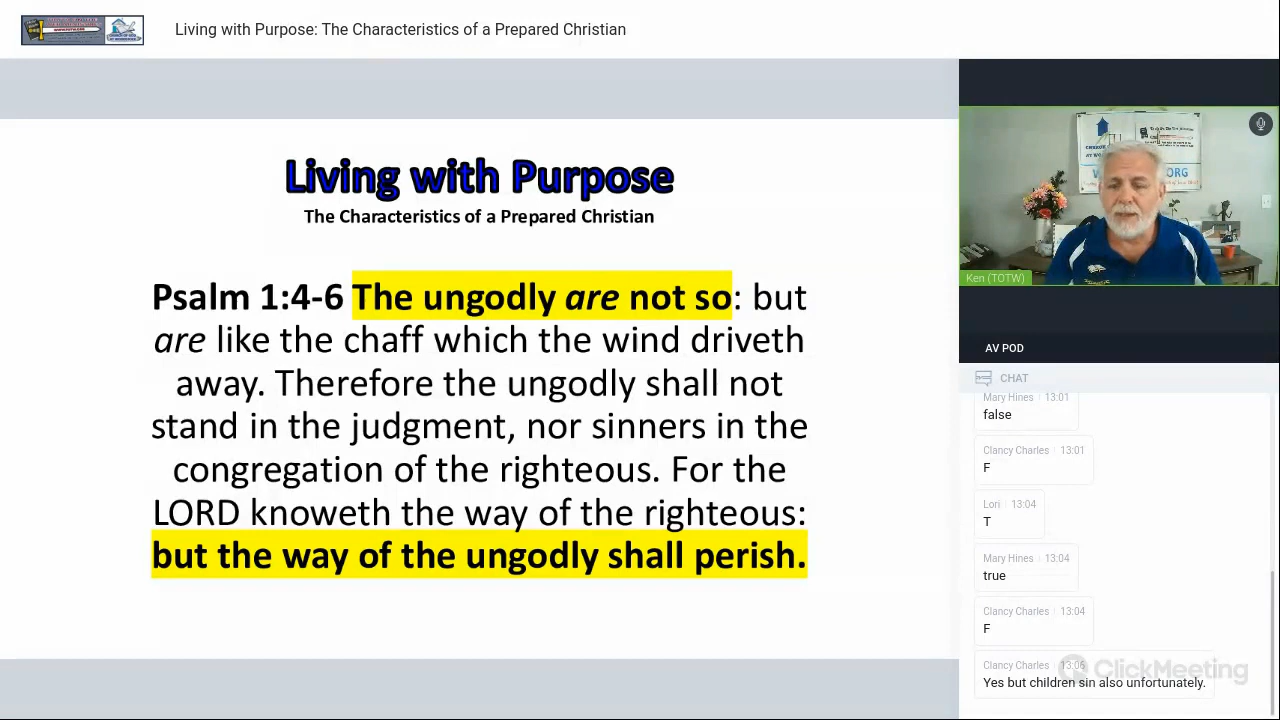 Living with Purpose: The Characteristics of a Prepared Christian
Living with Purpose
The Characteristics of a Prepared Christian
Psalm 1:4-6 The ungodly are not so: but
are like the chaff which the wind driveth
away. Therefore the ungodly shall not
stand in the judgment, nor sinners in the
congregation of the righteous. For the
LORD knoweth the way of the righteous:
but the way of the ungodly shall perish.
ORG
Ken (TOTW)
AV POD
CHAT
Mary Hines 13:01
false
Clancy Charles 13:01
F
Lori 13:04
T
Mary Hines 13:04
true
Clancy Charles 13:04
F
Clancy Charles 13:06
Yes but children sin also unfortunately.
ClickMeeting